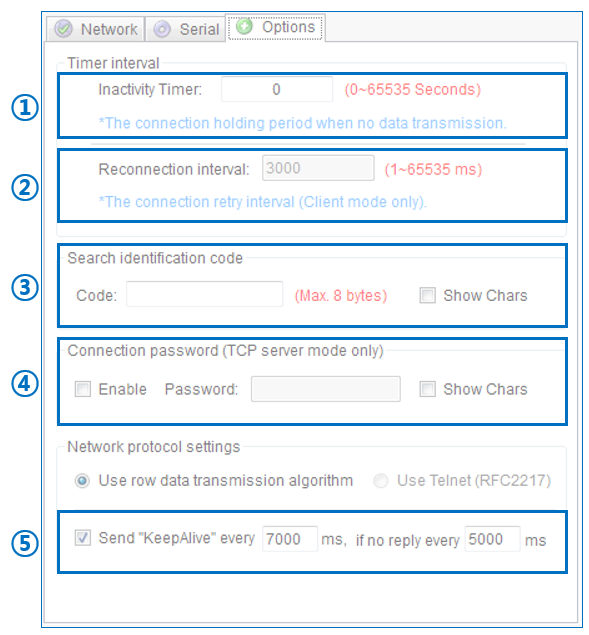 Network Serial Options
Timer interval
① Inactivity Timer: 0 (0~65535 Seconds)
*The connection holding period when no data transmission.
② Reconnection interval: 3000 (1~65535 ms)
*The connection retry interval (Client mode only).
Search identification code
③ Code: (Max. 8 bytes) Show Chars
Connection password (TCP server mode only)
④ Enable Password: Show Chars
Network protocol settings
Use row data transmission algorithm Use Telnet (RFC2217)
⑤ Send "KeepAlive" every 7000 ms, if no reply every 5000 ms